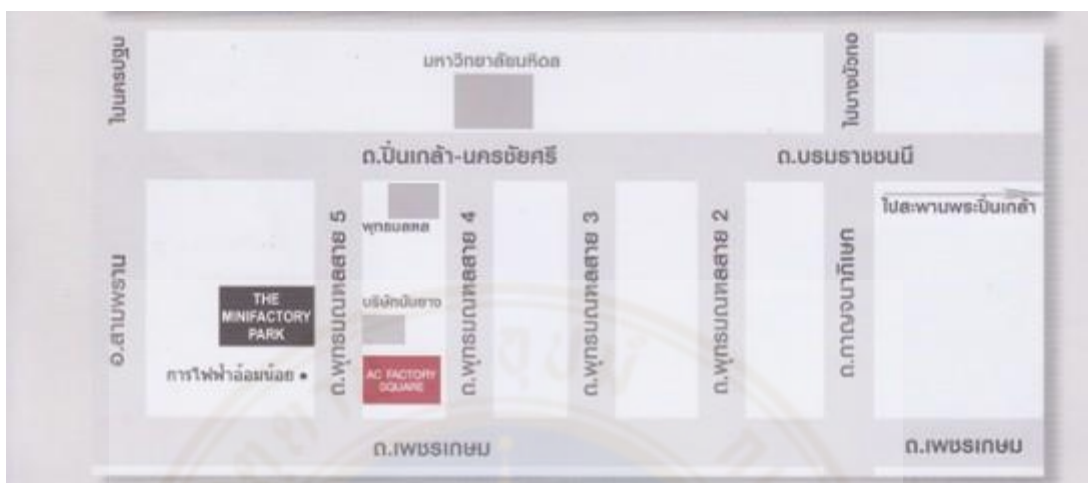 ไปนครปฐม
มหาวิทยาลัยมหิดล
ไปบางบัวทอง
ถ.ปิ่นเกล้า-นครชัยศรี
ถ.บรมราชชนนี
ไปสะพานพระปิ่นเกล้า
อ.สามพราน
ถ.พุทธมณฑลสาย 5
พุทธมณฑล
ถ.พุทธมณฑลสาย 4
ถ.พุทธมณฑลสาย 3
ถ.พุทธมณฑลสาย 2
ถ.กาญจนาภิเษก
THE
MINIFACTORY
PARK
บริษัทนันยาง
การไฟฟ้าอ้อมน้อย
AC FACTORY
SQUARE
ถ.เพชรเกษม
ถ.เพชรเกษม